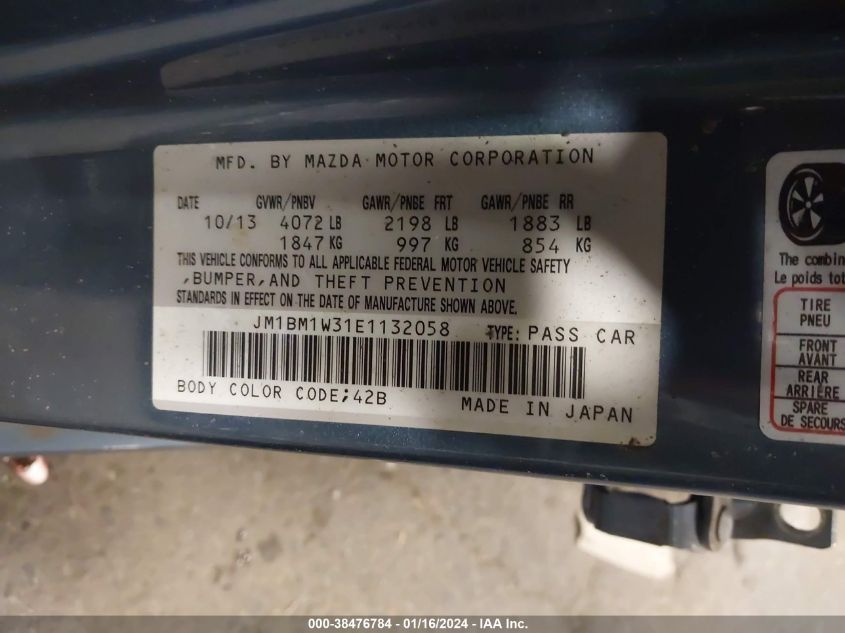 MFD. BY MAZDA MOTOR CORPORATION
DATE GVWR/PNBV GAWR/PNBE FRT GAWR/PNBE RR
10/13 4072 LB 2198 LB 1883 LB
1847 KG 997 KG 854 KG
THIS VEHICLE CONFORMS TO ALL APPLICABLE FEDERAL MOTOR VEHICLE SAFETY
,BUMPER,AND THEFT PREVENTION
STANDARDS IN EFFECT ON THE DATE OF MANUFACTURE SHOWN ABOVE.
JM1BM1W31E1132058 TYPE: PASS CAR
BODY COLOR CODE;42B MADE IN JAPAN
The combin
Le poids tot
TIRE
PNEU
FRONT
AVANT
REAR
ARRIÈRE
SPARE
DE SECOURS
000-38476784 - 01/16/2024 - IAA Inc.